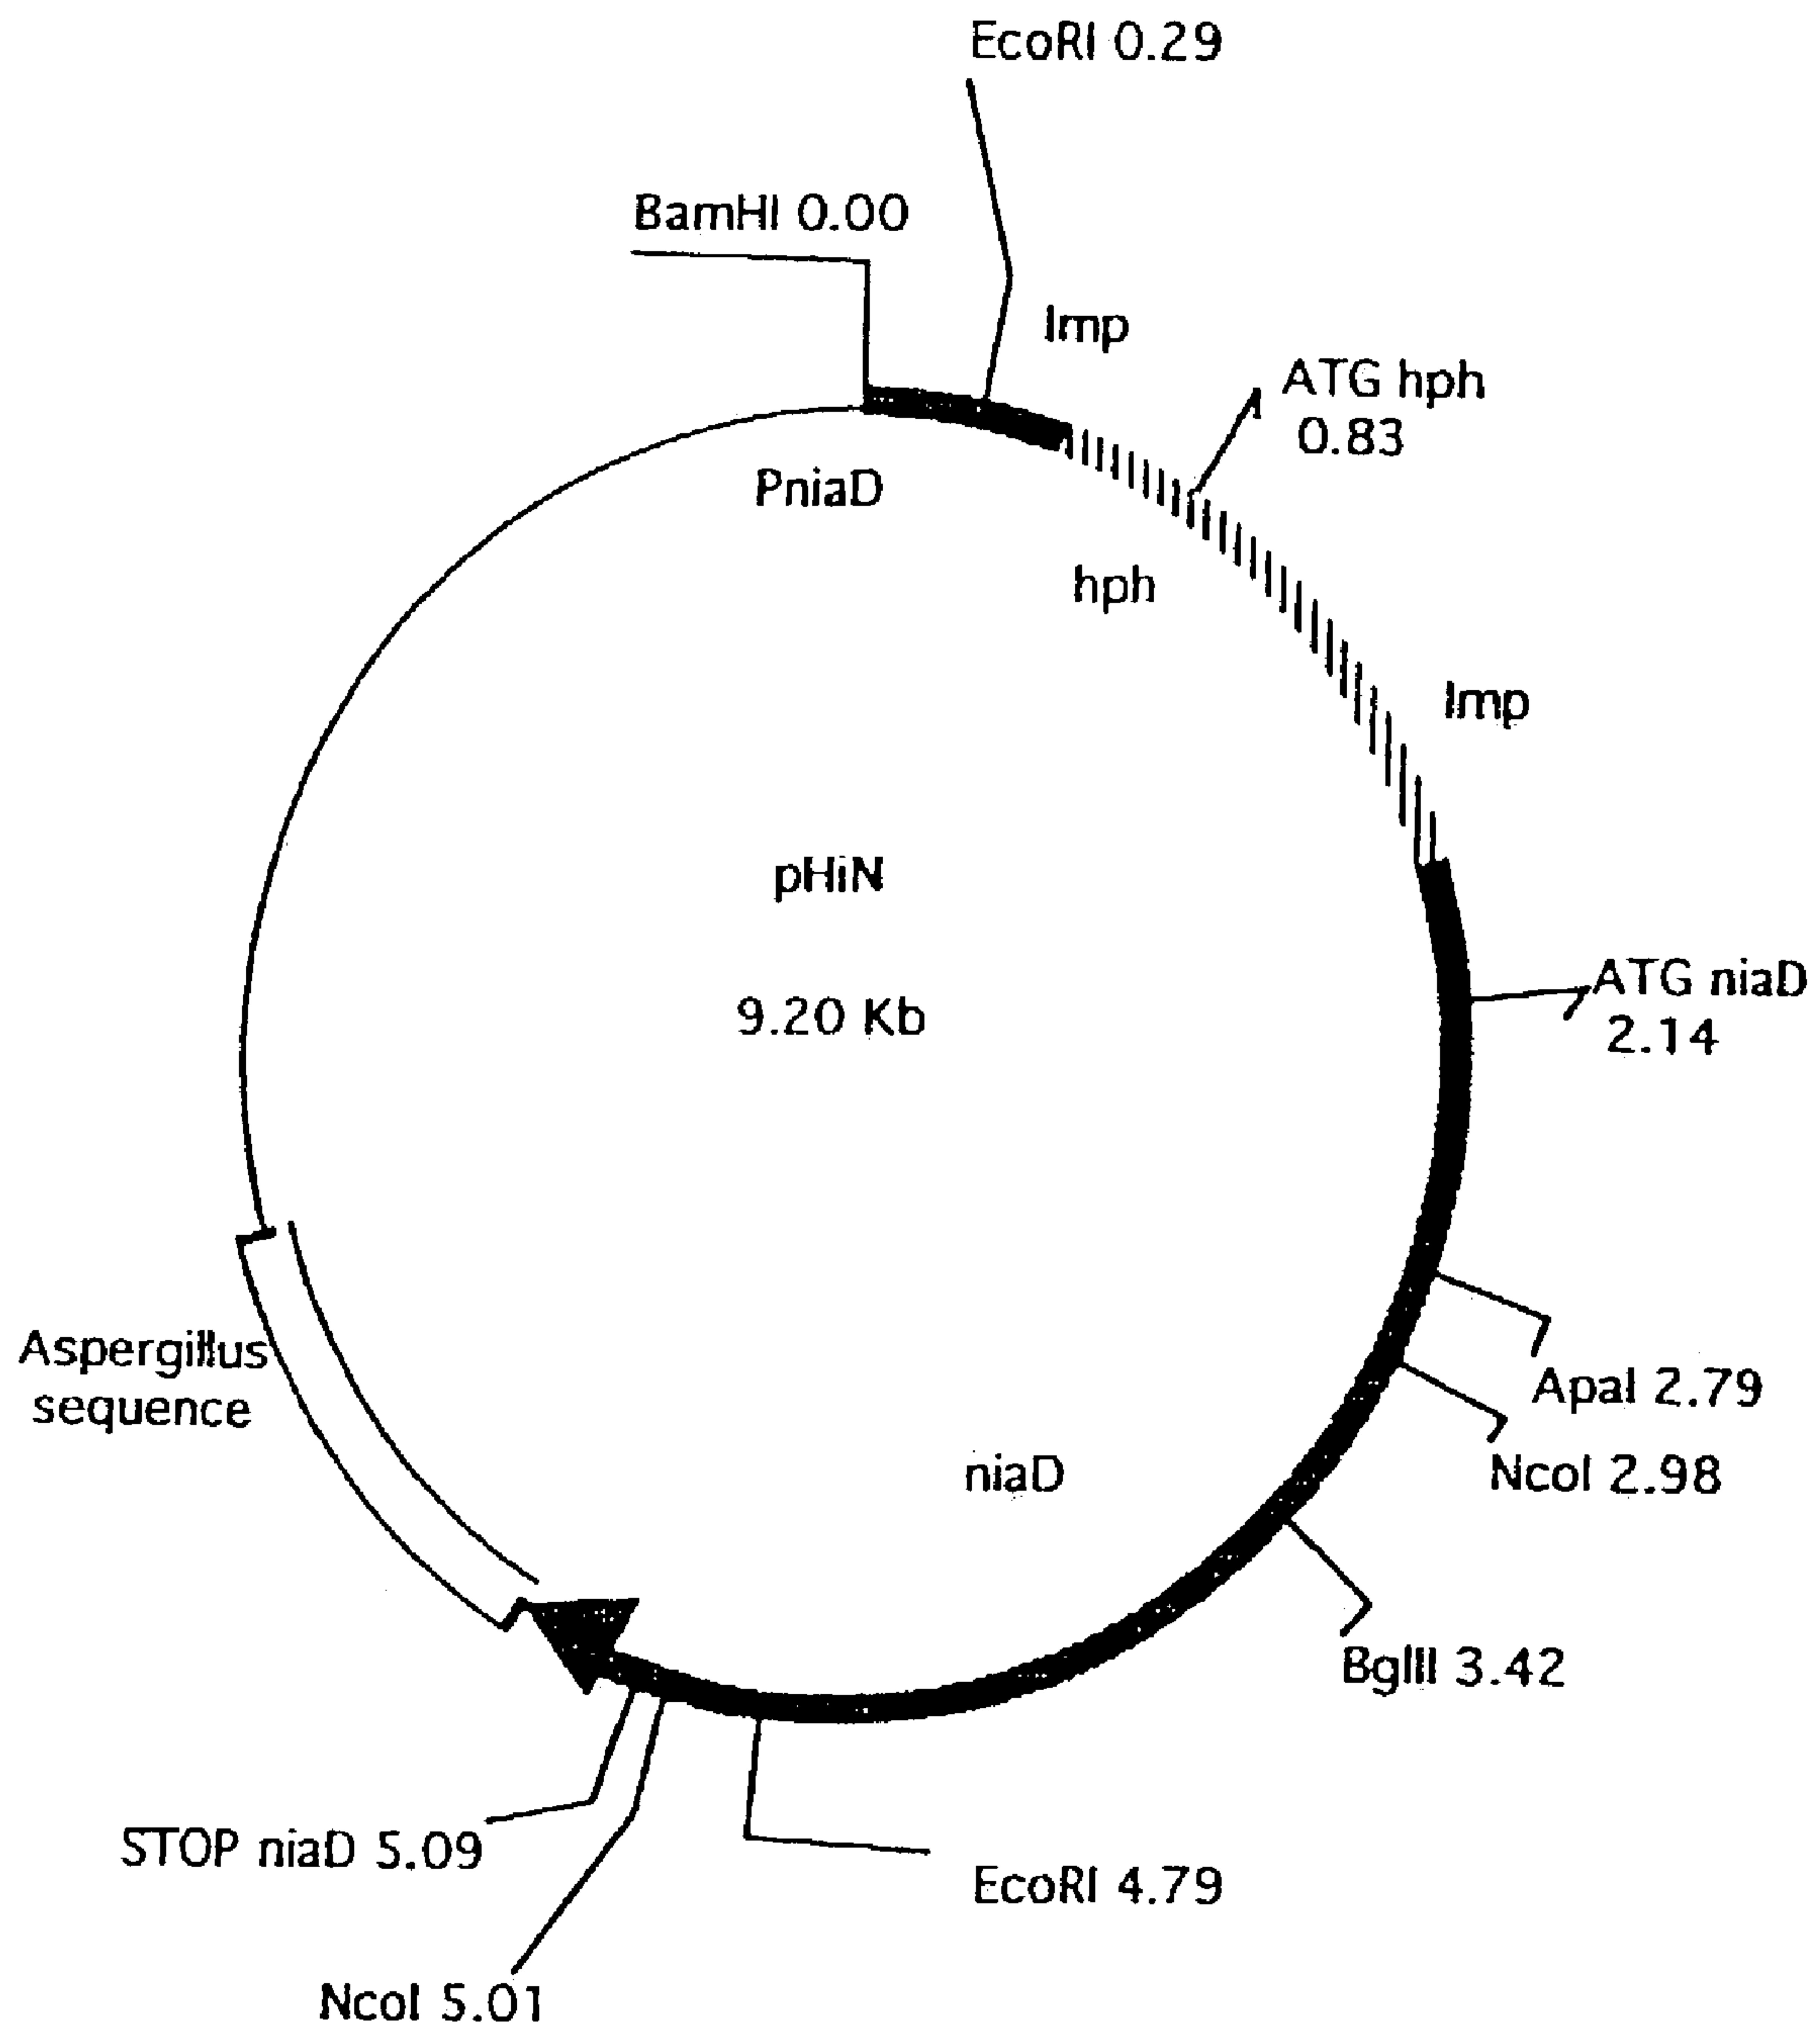 EcoRI 0.29
BamHI 0.00
Imp
ATG hph
0.83
PniaD
hph
Imp
pHiN
9.20 Kb
ATG niaD
2.14
Aspergillus
sequence
ApaI 2.79
NcoI 2.98
niaD
BglII 3.42
STOP niaD 5.09
EcoRI 4.79
NcoI 5.01